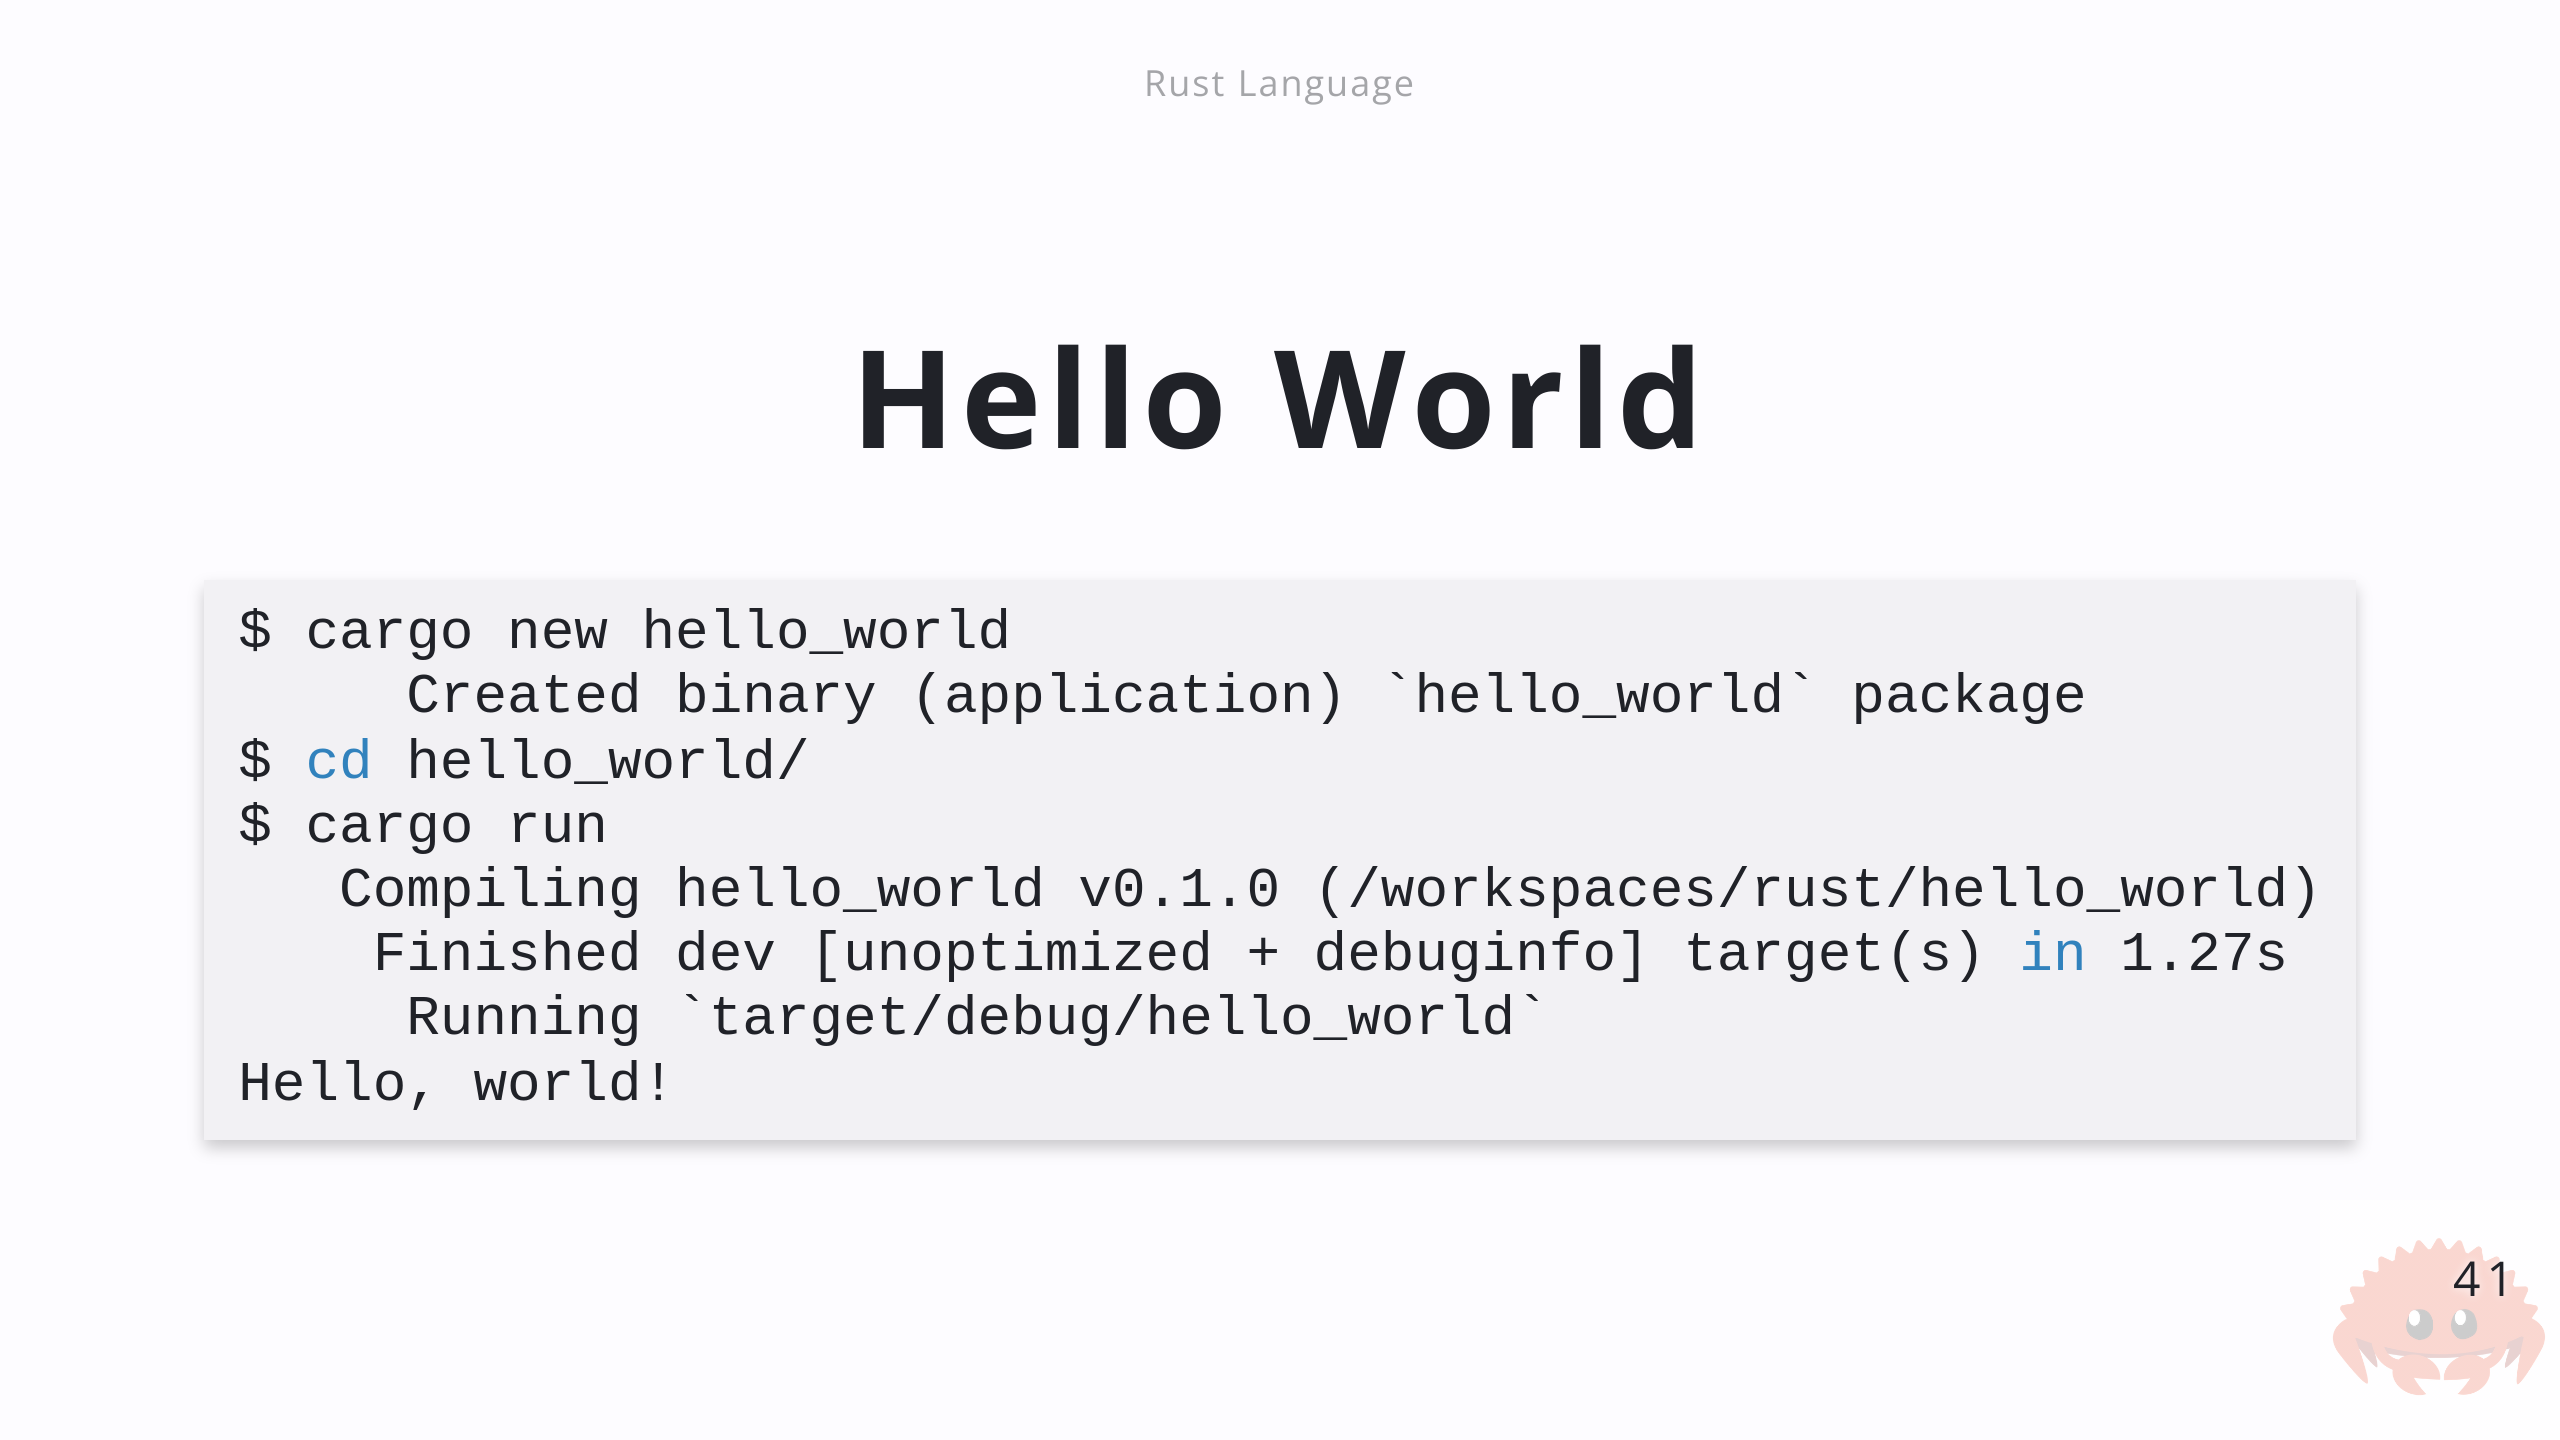 Rust Language
Hello World
$ cargo new hello_world
     Created binary (application) `hello_world` package
$ cd hello_world/
$ cargo run
   Compiling hello_world v0.1.0 (/workspaces/rust/hello_world)
    Finished dev [unoptimized + debuginfo] target(s) in 1.27s
     Running `target/debug/hello_world`
Hello, world!
41